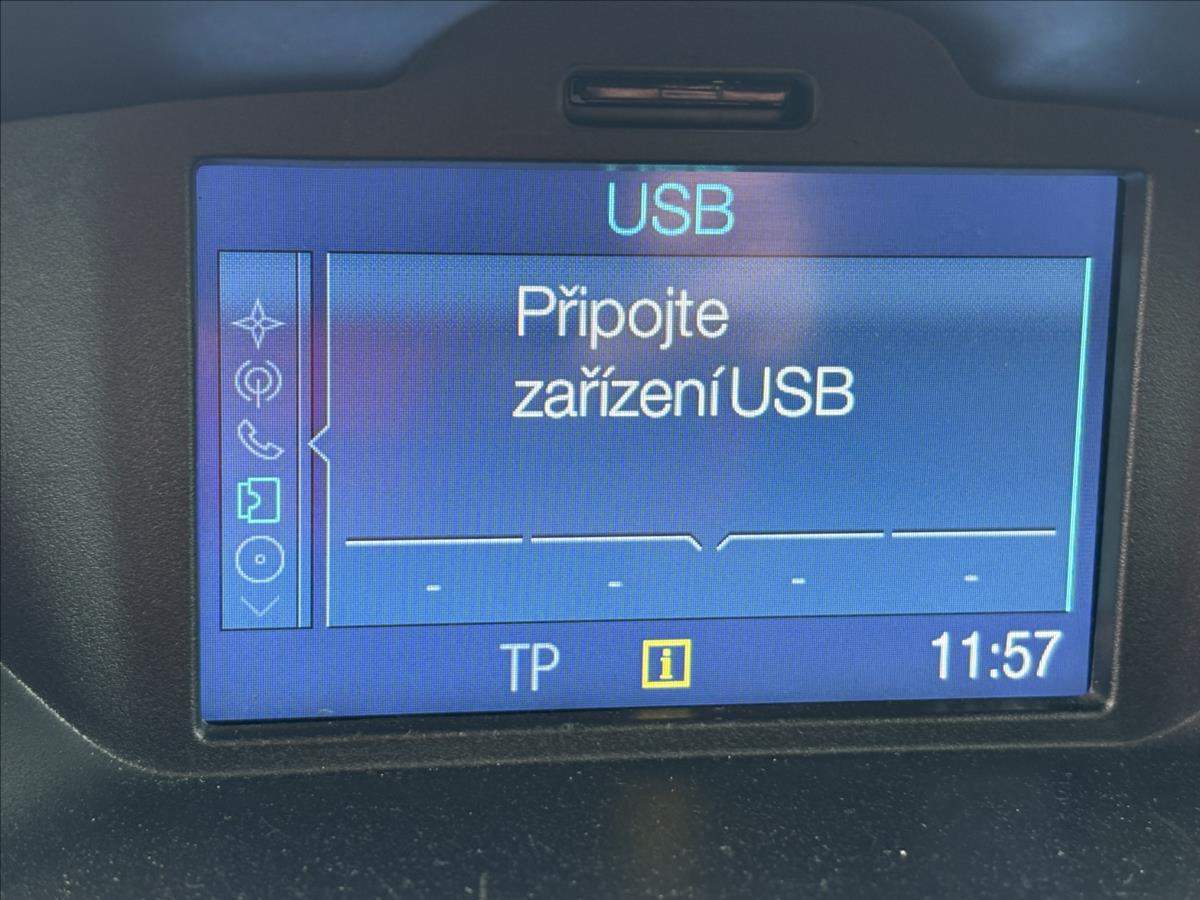 USB
Připojte
zařízení USB
- - - -
TP i 11:57